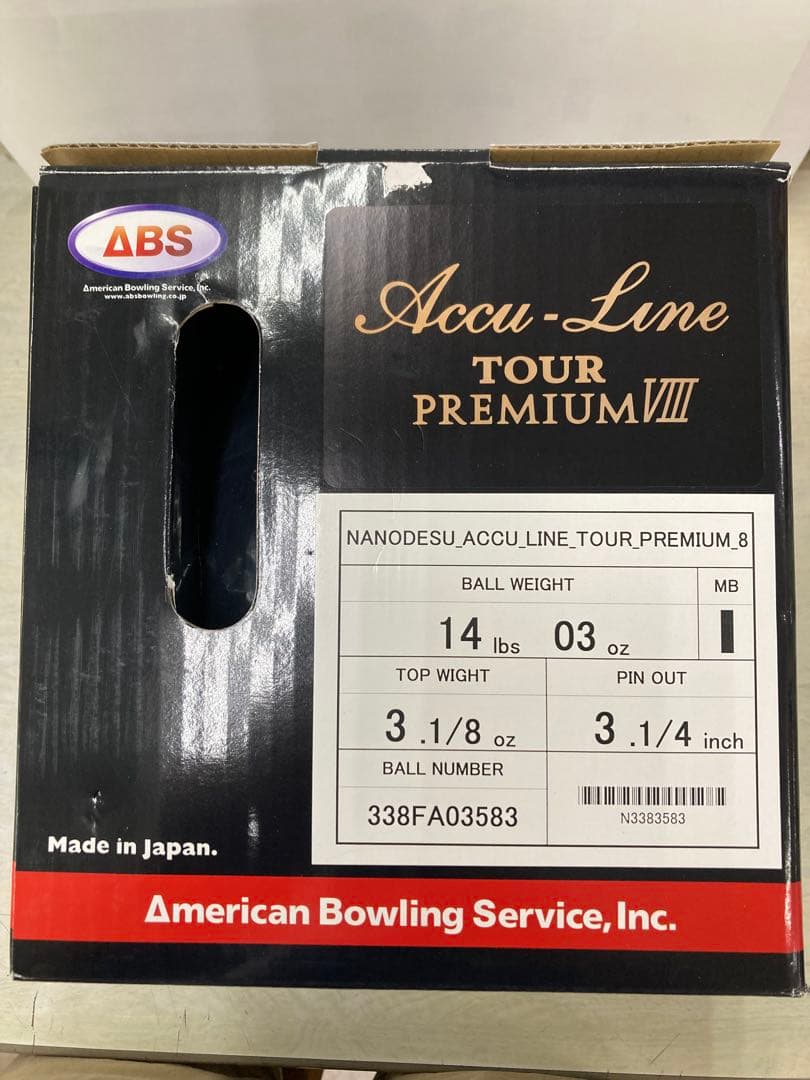 ABS
American Bowling Service, Inc.
www.absbowling.co.jp
Accu-Line
TOUR
PREMIUM VIII
NANODESU_ACCU_LINE_TOUR_PREMIUM_8
BALL WEIGHT MB
14 lbs 03 oz
TOP WIGHT PIN OUT
3 .1/8 oz 3 .1/4 inch
BALL NUMBER
338FA03583 N3383583
Made in Japan.
American Bowling Service, Inc.